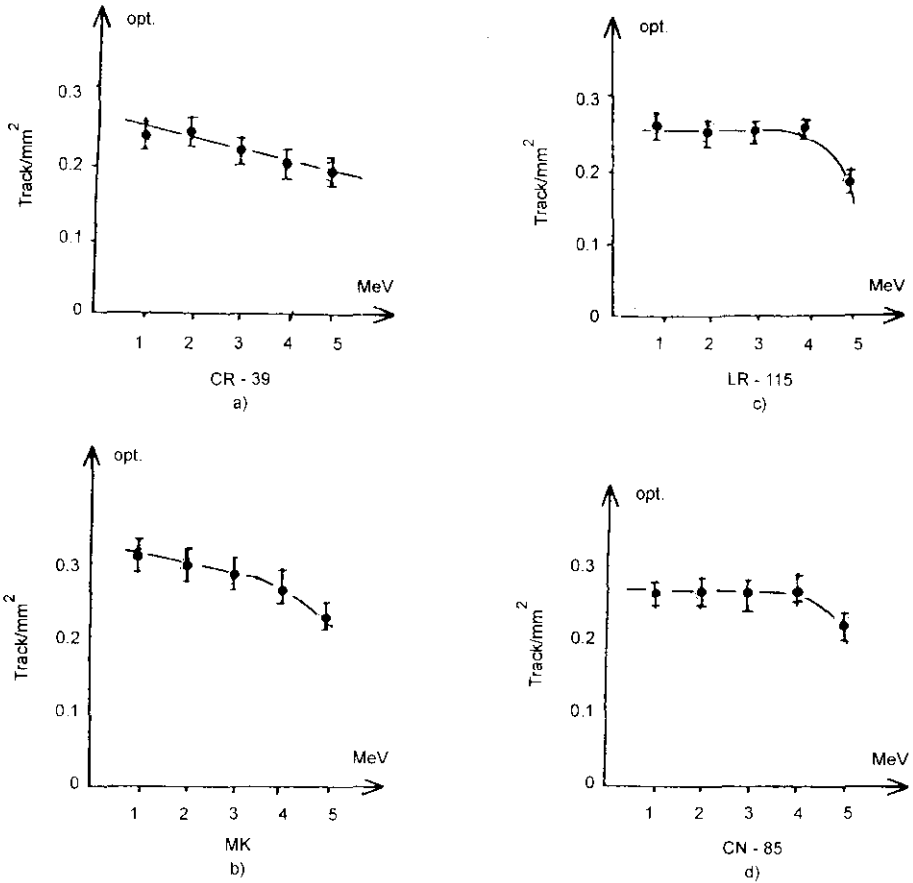 opt.
Track/mm²
0.3
0.2
0.1
0
MeV
1 2 3 4 5
CR - 39
a)
opt.
Track/mm²
0.3
0.2
0.1
0
MeV
1 2 3 4 5
LR - 115
c)
opt.
Track/mm²
0.3
0.2
0.1
0
MeV
1 2 3 4 5
MK
b)
opt.
Track/mm²
0.3
0.2
0.1
0
MeV
1 2 3 4 5
CN - 85
d)